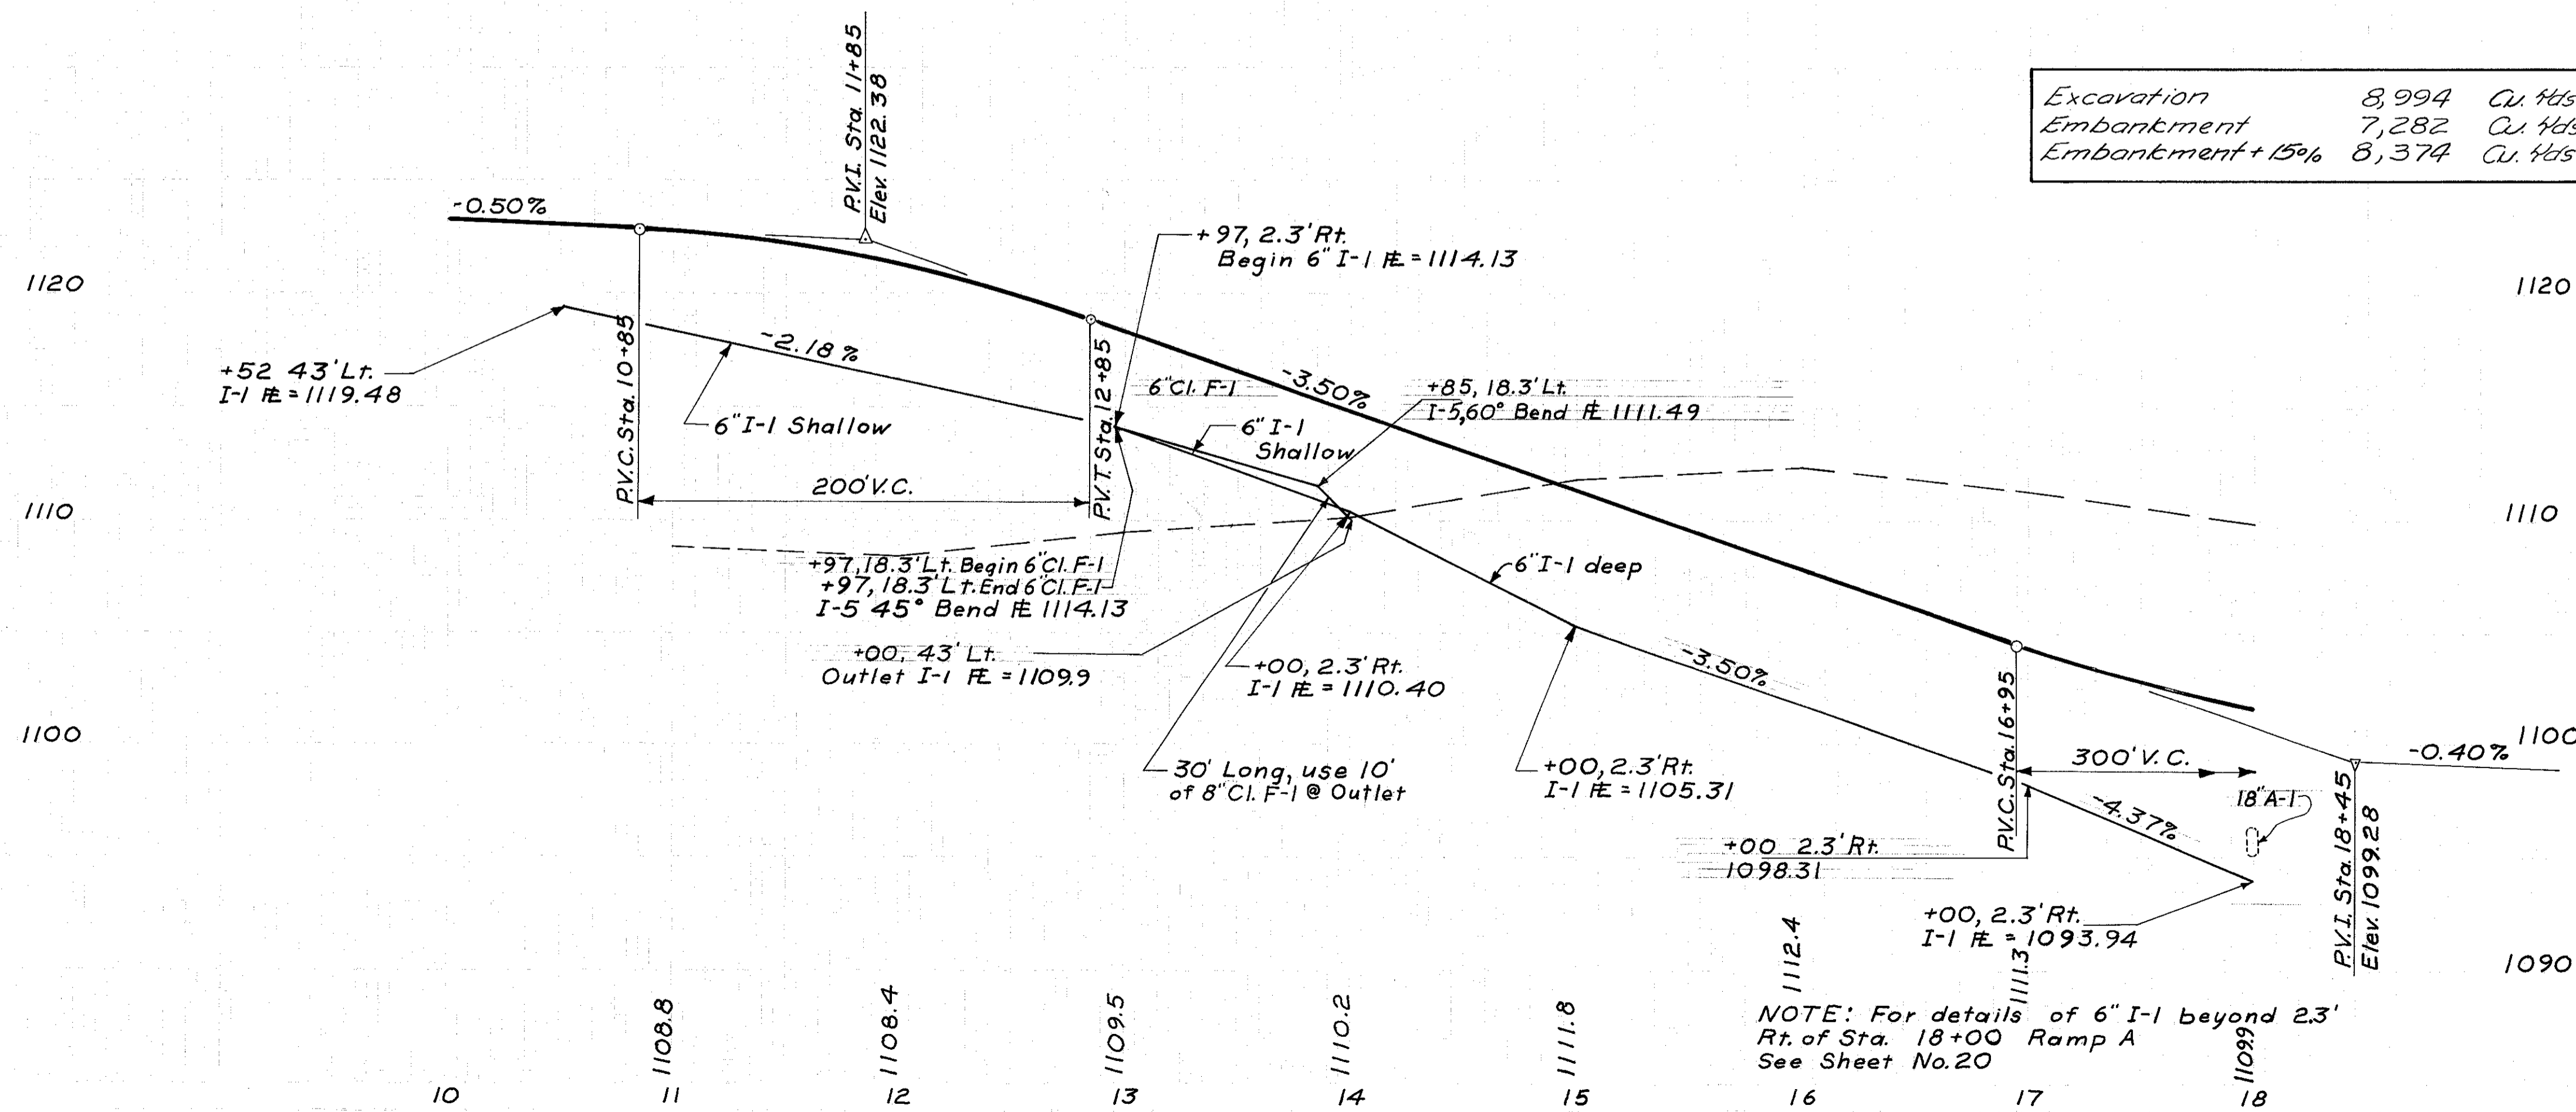 P.V.I. Sta. 11+85
Elev. 1122.38
Excavation 8,994 Cu. Yds
Embankment 7,282 Cu. Yds
Embankment + 15% 8,374 Cu. Yds
-0.50%
+97, 2.3' Rt.
Begin 6" I-1 FL = 1114.13
1120
1120
P.V.C. Sta. 10+85
-2.18%
P.V.T. Sta. 12+85
+52 43' Lt.
I-1 FL = 1119.48
6" I-1 Shallow
6" Cl. F-1
-3.50%
+85, 18.3' Lt.
I-5, 60° Bend FL 1111.49
6" I-1
Shallow
200' V.C.
1110
1110
+97, 18.3' Lt. Begin 6" Cl. F-1
+97, 18.3' Lt. End 6" Cl. F-1
I-5 45° Bend FL 1114.13
6" I-1 deep
+00, 43' Lt.
Outlet I-1 FL = 1109.9
+00, 2.3' Rt.
I-1 FL = 1110.40
-3.50%
P.V.C. Sta. 16+95
1100
1100
30' Long, use 10'
of 8" Cl. F-1 @ Outlet
+00, 2.3' Rt.
I-1 FL = 1105.31
300' V.C.
-0.40%
18" A-1
-4.37%
P.V.I. Sta. 18+45
Elev. 1099.28
+00 2.3' Rt.
1098.31
+00, 2.3' Rt.
I-1 FL = 1093.94
1090
1108.8
1108.4
1109.5
1110.2
1111.8
1112.4
1111.3
1109.9
NOTE: For details of 6" I-1 beyond 2.3'
Rt. of Sta. 18+00 Ramp A
See Sheet No. 20
10 11 12 13 14 15 16 17 18